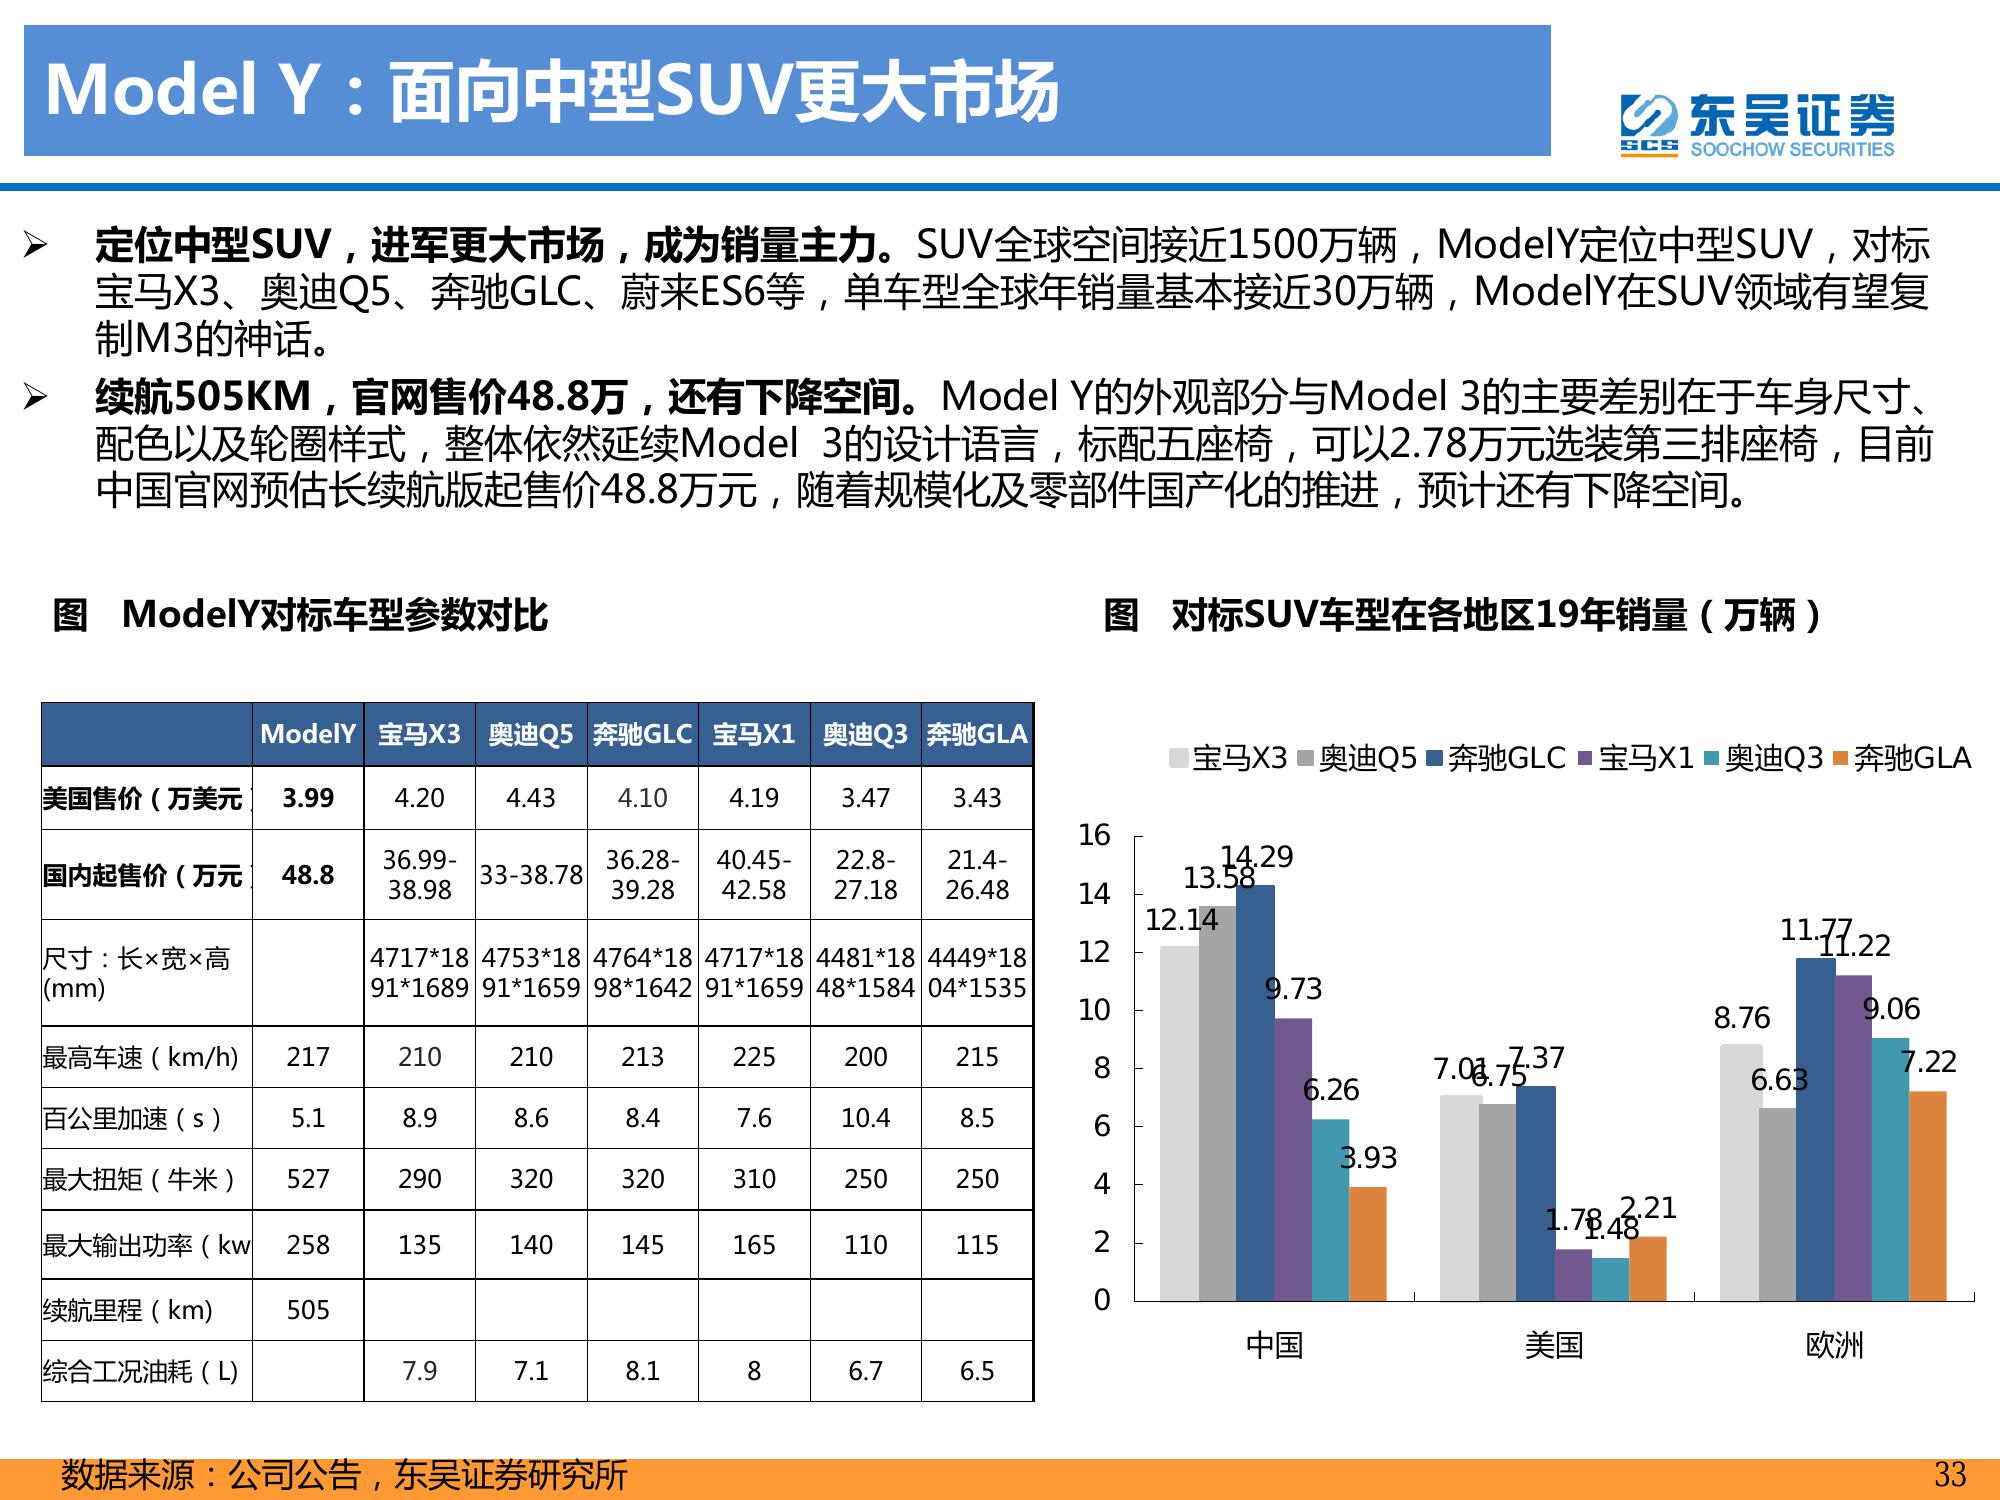 Model Y：面向中型SUV更大市场
东吴证券
SCS
SOOCHOW SECURITIES
➢ 定位中型SUV，进军更大市场，成为销量主力。SUV全球空间接近1500万辆，ModelY定位中型SUV，对标
宝马X3、奥迪Q5、奔驰GLC、蔚来ES6等，单车型全球年销量基本接近30万辆，ModelY在SUV领域有望复
制M3的神话。
➢ 续航505KM，官网售价48.8万，还有下降空间。Model Y的外观部分与Model 3的主要差别在于车身尺寸、
配色以及轮圈样式，整体依然延续Model 3的设计语言，标配五座椅，可以2.78万元选装第三排座椅，目前
中国官网预估长续航版起售价48.8万元，随着规模化及零部件国产化的推进，预计还有下降空间。
图 ModelY对标车型参数对比
ModelY 宝马X3 奥迪Q5 奔驰GLC 宝马X1 奥迪Q3 奔驰GLA
美国售价（万美元） 3.99 4.20 4.43 4.10 4.19 3.47 3.43
国内起售价（万元） 48.8 36.99-38.98 33-38.78 36.28-39.28 40.45-42.58 22.8-27.18 21.4-26.48
尺寸：长×宽×高(mm) 4717*1891*1689 4753*1891*1659 4764*1898*1642 4717*1891*1659 4481*1848*1584 4449*1804*1535
最高车速（km/h) 217 210 210 213 225 200 215
百公里加速（s） 5.1 8.9 8.6 8.4 7.6 10.4 8.5
最大扭矩（牛米） 527 290 320 320 310 250 250
最大输出功率（kw 258 135 140 145 165 110 115
续航里程（km) 505
综合工况油耗（L) 7.9 7.1 8.1 8 6.7 6.5
图 对标SUV车型在各地区19年销量（万辆）
宝马X3 奥迪Q5 奔驰GLC 宝马X1 奥迪Q3 奔驰GLA
16
14
12
10
8
6
4
2
0
12.14 13.58 14.29 9.73 6.26 3.93
7.01 6.75 7.37 1.78 1.48 2.21
8.76 6.63 11.77 11.22 9.06 7.22
中国 美国 欧洲
数据来源：公司公告，东吴证券研究所
33